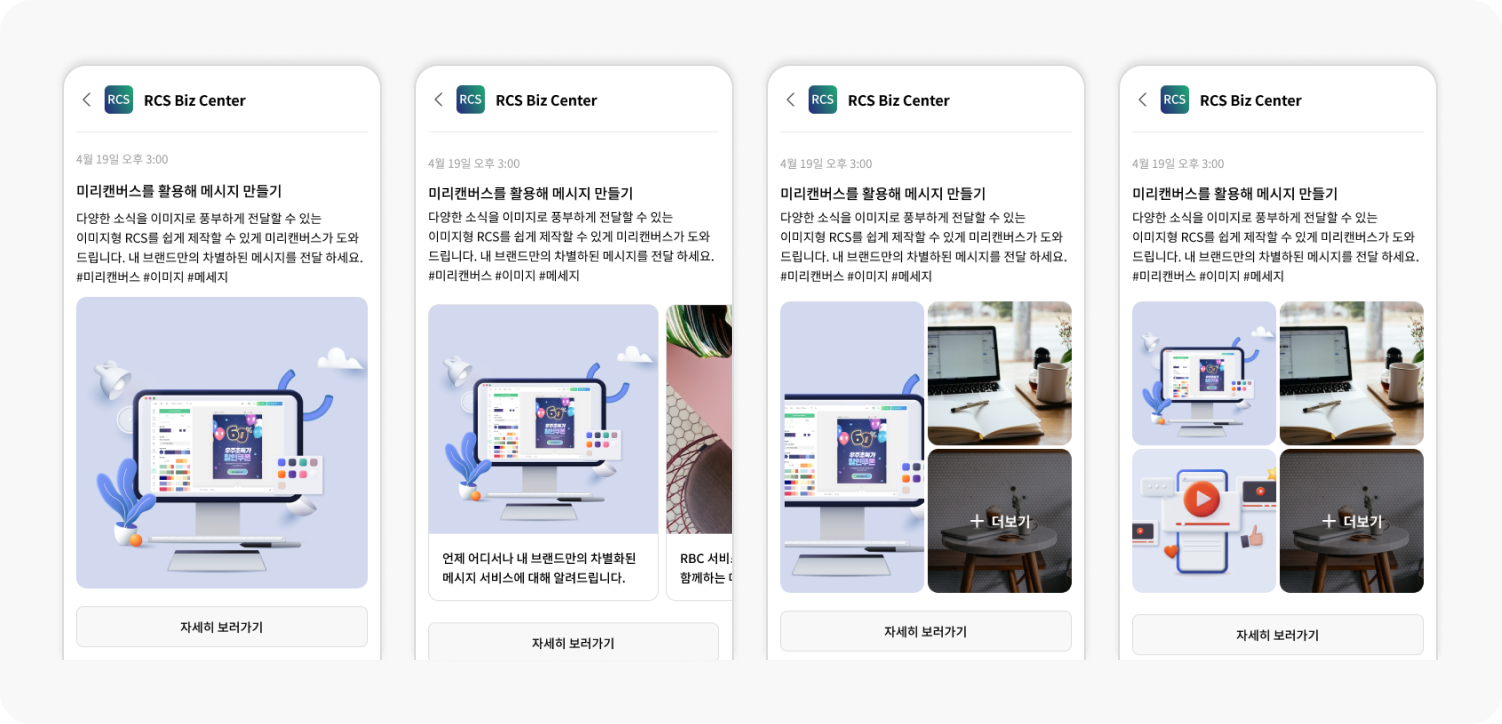 RCS RCS Biz Center
4월 19일 오후 3:00
미리캔버스를 활용해 메시지 만들기
다양한 소식을 이미지로 풍부하게 전달할 수 있는
이미지형 RCS를 쉽게 제작할 수 있게 미리캔버스가 도와
드립니다. 내 브랜드만의 차별하된 메시지를 전달 하세요.
#미리캔버스 #이미지 #메세지
60%
우주초특가
할인쿠폰
자세히 보러가기
RCS RCS Biz Center
4월 19일 오후 3:00
미리캔버스를 활용해 메시지 만들기
다양한 소식을 이미지로 풍부하게 전달할 수 있는
이미지형 RCS를 쉽게 제작할 수 있게 미리캔버스가 도와
드립니다. 내 브랜드만의 차별하된 메시지를 전달 하세요.
#미리캔버스 #이미지 #메세지
언제 어디서나 내 브랜드만의 차별화된
메시지 서비스에 대해 알려드립니다.
RBC 서비
함께하는
자세히 보러가기
RCS RCS Biz Center
4월 19일 오후 3:00
미리캔버스를 활용해 메시지 만들기
다양한 소식을 이미지로 풍부하게 전달할 수 있는
이미지형 RCS를 쉽게 제작할 수 있게 미리캔버스가 도와
드립니다. 내 브랜드만의 차별하된 메시지를 전달 하세요.
#미리캔버스 #이미지 #메세지
+ 더보기
자세히 보러가기
RCS RCS Biz Center
4월 19일 오후 3:00
미리캔버스를 활용해 메시지 만들기
다양한 소식을 이미지로 풍부하게 전달할 수 있는
이미지형 RCS를 쉽게 제작할 수 있게 미리캔버스가 도와
드립니다. 내 브랜드만의 차별하된 메시지를 전달 하세요.
#미리캔버스 #이미지 #메세지
+ 더보기
자세히 보러가기